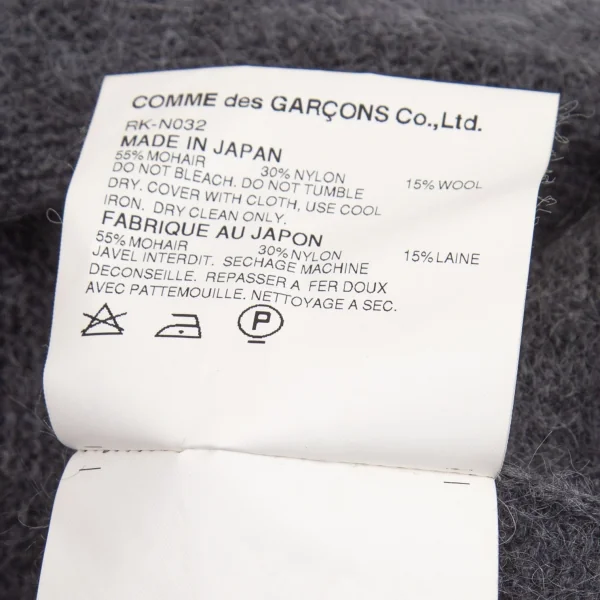 COMME des GARÇONS Co.,Ltd.
RK-N032
MADE IN JAPAN
55% MOHAIR 30% NYLON 15% WOOL
DO NOT BLEACH. DO NOT TUMBLE
DRY. COVER WITH CLOTH, USE COOL
IRON. DRY CLEAN ONLY.
FABRIQUE AU JAPON
55% MOHAIR 30% NYLON 15% LAINE
JAVEL INTERDIT. SECHAGE MACHINE
DECONSEILLE. REPASSER A FER DOUX
AVEC PATTEMOUILLE. NETTOYAGE A SEC.
P